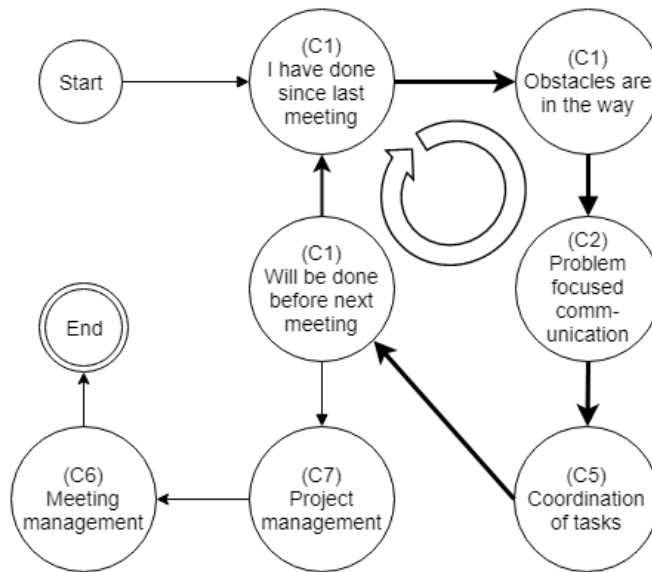 Start
(C1)
I have done
since last
meeting
(C1)
Obstacles are
in the way
(C1)
Will be done
before next
meeting
(C2)
Problem
focused
comm-
unication
End
(C6)
Meeting
management
(C7)
Project
management
(C5)
Coordination
of tasks